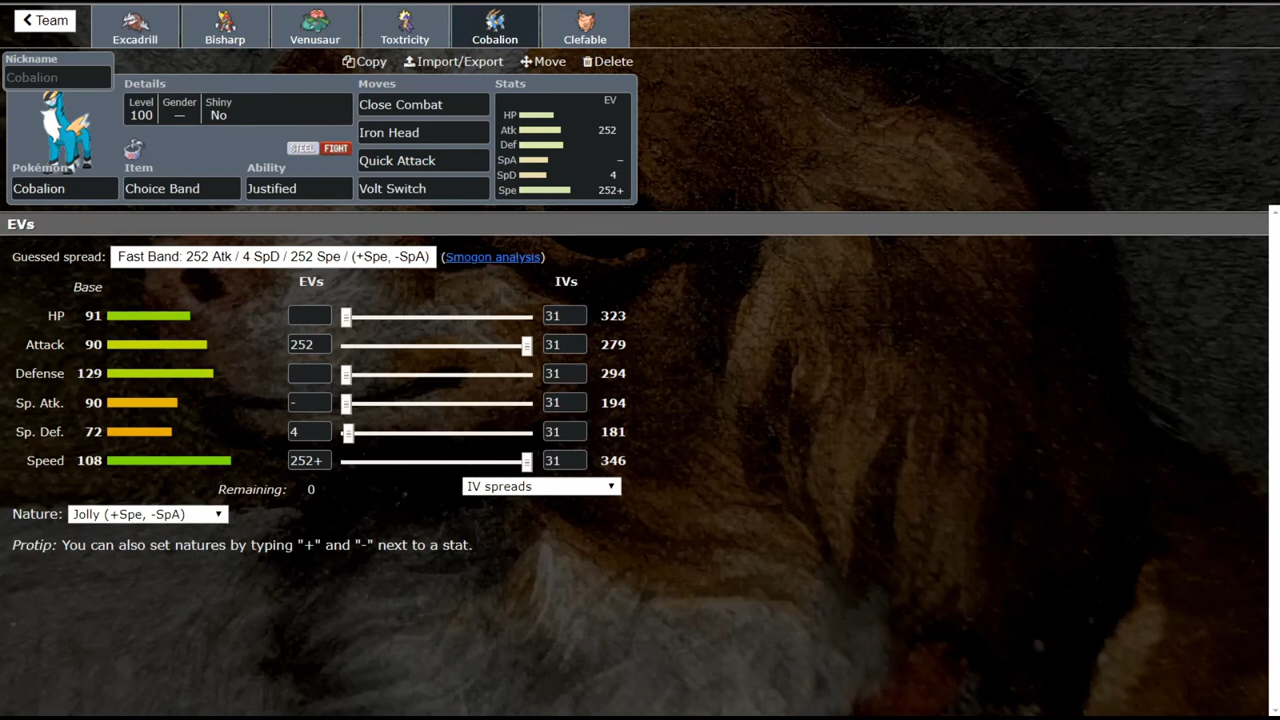 Team
Excadrill
Bisharp
Venusaur
Toxtricity
Cobalion
Clefable
Copy
Import/Export
Move
Delete
Nickname
Cobalion
Details
Level
100
Gender
—
Shiny
No
STEEL FIGHT
Pokémon
Cobalion
Item
Choice Band
Ability
Justified
Moves
Close Combat
Iron Head
Quick Attack
Volt Switch
Stats
EV
HP
Atk 252
Def
SpA –
SpD 4
Spe 252+
EVs
Guessed spread: Fast Band: 252 Atk / 4 SpD / 252 Spe / (+Spe, -SpA) (Smogon analysis)
Base EVs IVs
HP 91 31 323
Attack 90 252 31 279
Defense 129 31 294
Sp. Atk. 90 - 31 194
Sp. Def. 72 4 31 181
Speed 108 252+ 31 346
Remaining: 0 IV spreads
Nature: Jolly (+Spe, -SpA)
Protip: You can also set natures by typing "+" and "-" next to a stat.